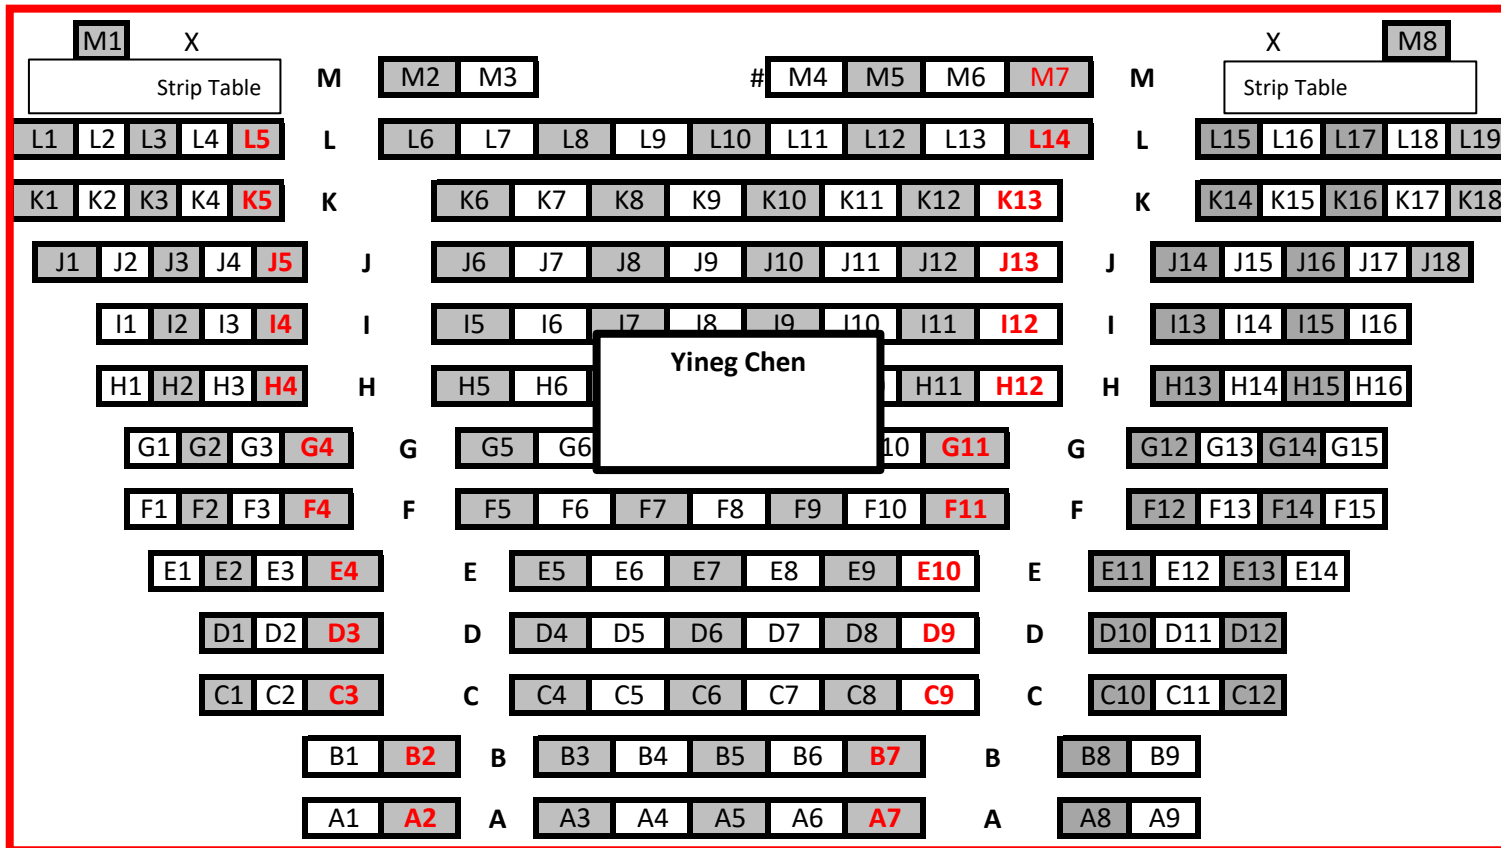 M1 X X M8
Strip Table M M2 M3 # M4 M5 M6 M7 M Strip Table
L1 L2 L3 L4 L5 L L6 L7 L8 L9 L10 L11 L12 L13 L14 L L15 L16 L17 L18 L19
K1 K2 K3 K4 K5 K K6 K7 K8 K9 K10 K11 K12 K13 K K14 K15 K16 K17 K18
J1 J2 J3 J4 J5 J J6 J7 J8 J9 J10 J11 J12 J13 J J14 J15 J16 J17 J18
I1 I2 I3 I4 I I5 I6 I7 I8 I9 I10 I11 I12 I I13 I14 I15 I16
Yineg Chen
H1 H2 H3 H4 H H5 H6 H11 H12 H H13 H14 H15 H16
G1 G2 G3 G4 G G5 G6 10 G11 G G12 G13 G14 G15
F1 F2 F3 F4 F F5 F6 F7 F8 F9 F10 F11 F F12 F13 F14 F15
E1 E2 E3 E4 E E5 E6 E7 E8 E9 E10 E E11 E12 E13 E14
D1 D2 D3 D D4 D5 D6 D7 D8 D9 D D10 D11 D12
C1 C2 C3 C C4 C5 C6 C7 C8 C9 C C10 C11 C12
B1 B2 B B3 B4 B5 B6 B7 B B8 B9
A1 A2 A A3 A4 A5 A6 A7 A A8 A9